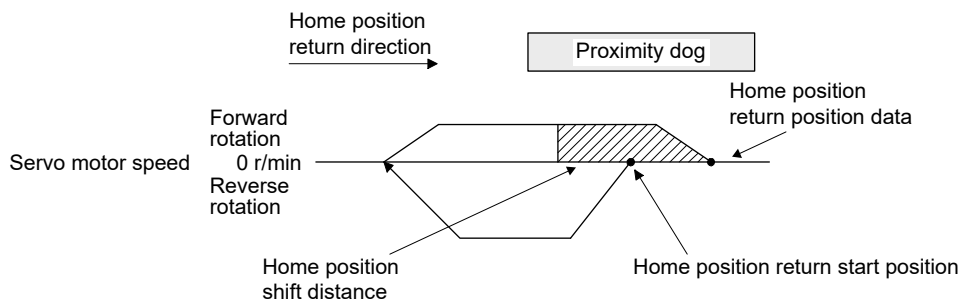 Home position
return direction
Proximity dog
Home position
return position data
Forward
rotation
Servo motor speed 0 r/min
Reverse
rotation
Home position
shift distance
Home position return start position